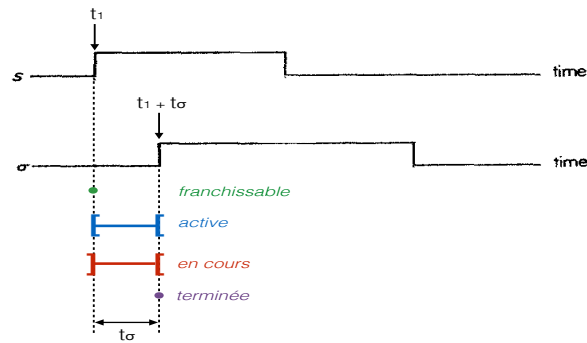 t₁
s
time
t₁ + tσ
σ
time
franchissable
active
en cours
terminée
tσ